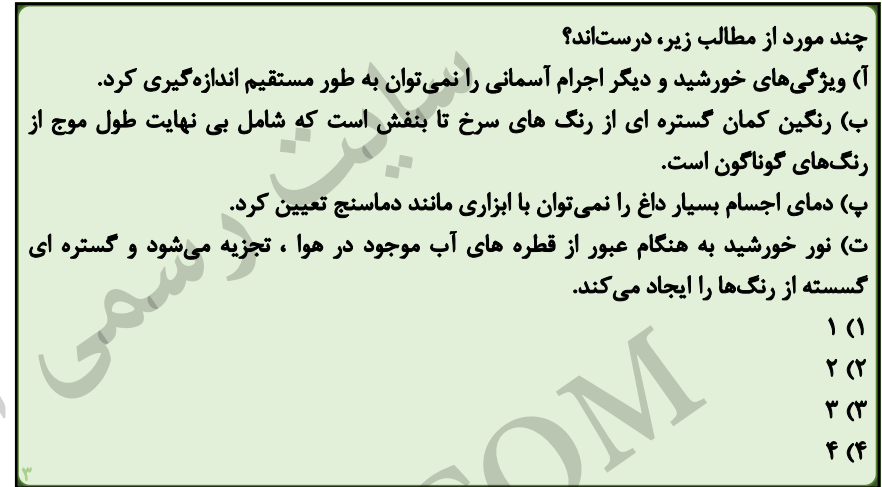 چند مورد از مطالب زیر، درست‌اند؟
آ) ویژگی‌های خورشید و دیگر اجرام آسمانی را نمی‌توان به طور مستقیم اندازه‌گیری کرد.
ب) رنگین کمان گستره ای از رنگ های سرخ تا بنفش است که شامل بی نهایت طول موج از
رنگ‌های گوناگون است.
پ) دمای اجسام بسیار داغ را نمی‌توان با ابزاری مانند دماسنج تعیین کرد.
ت) نور خورشید به هنگام عبور از قطره های آب موجود در هوا ، تجزیه می‌شود و گستره ای
گسسته از رنگ‌ها را ایجاد می‌کند.
۱) ۱
۲) ۲
۳) ۳
۴) ۴
۳
سایت رسمی
COM